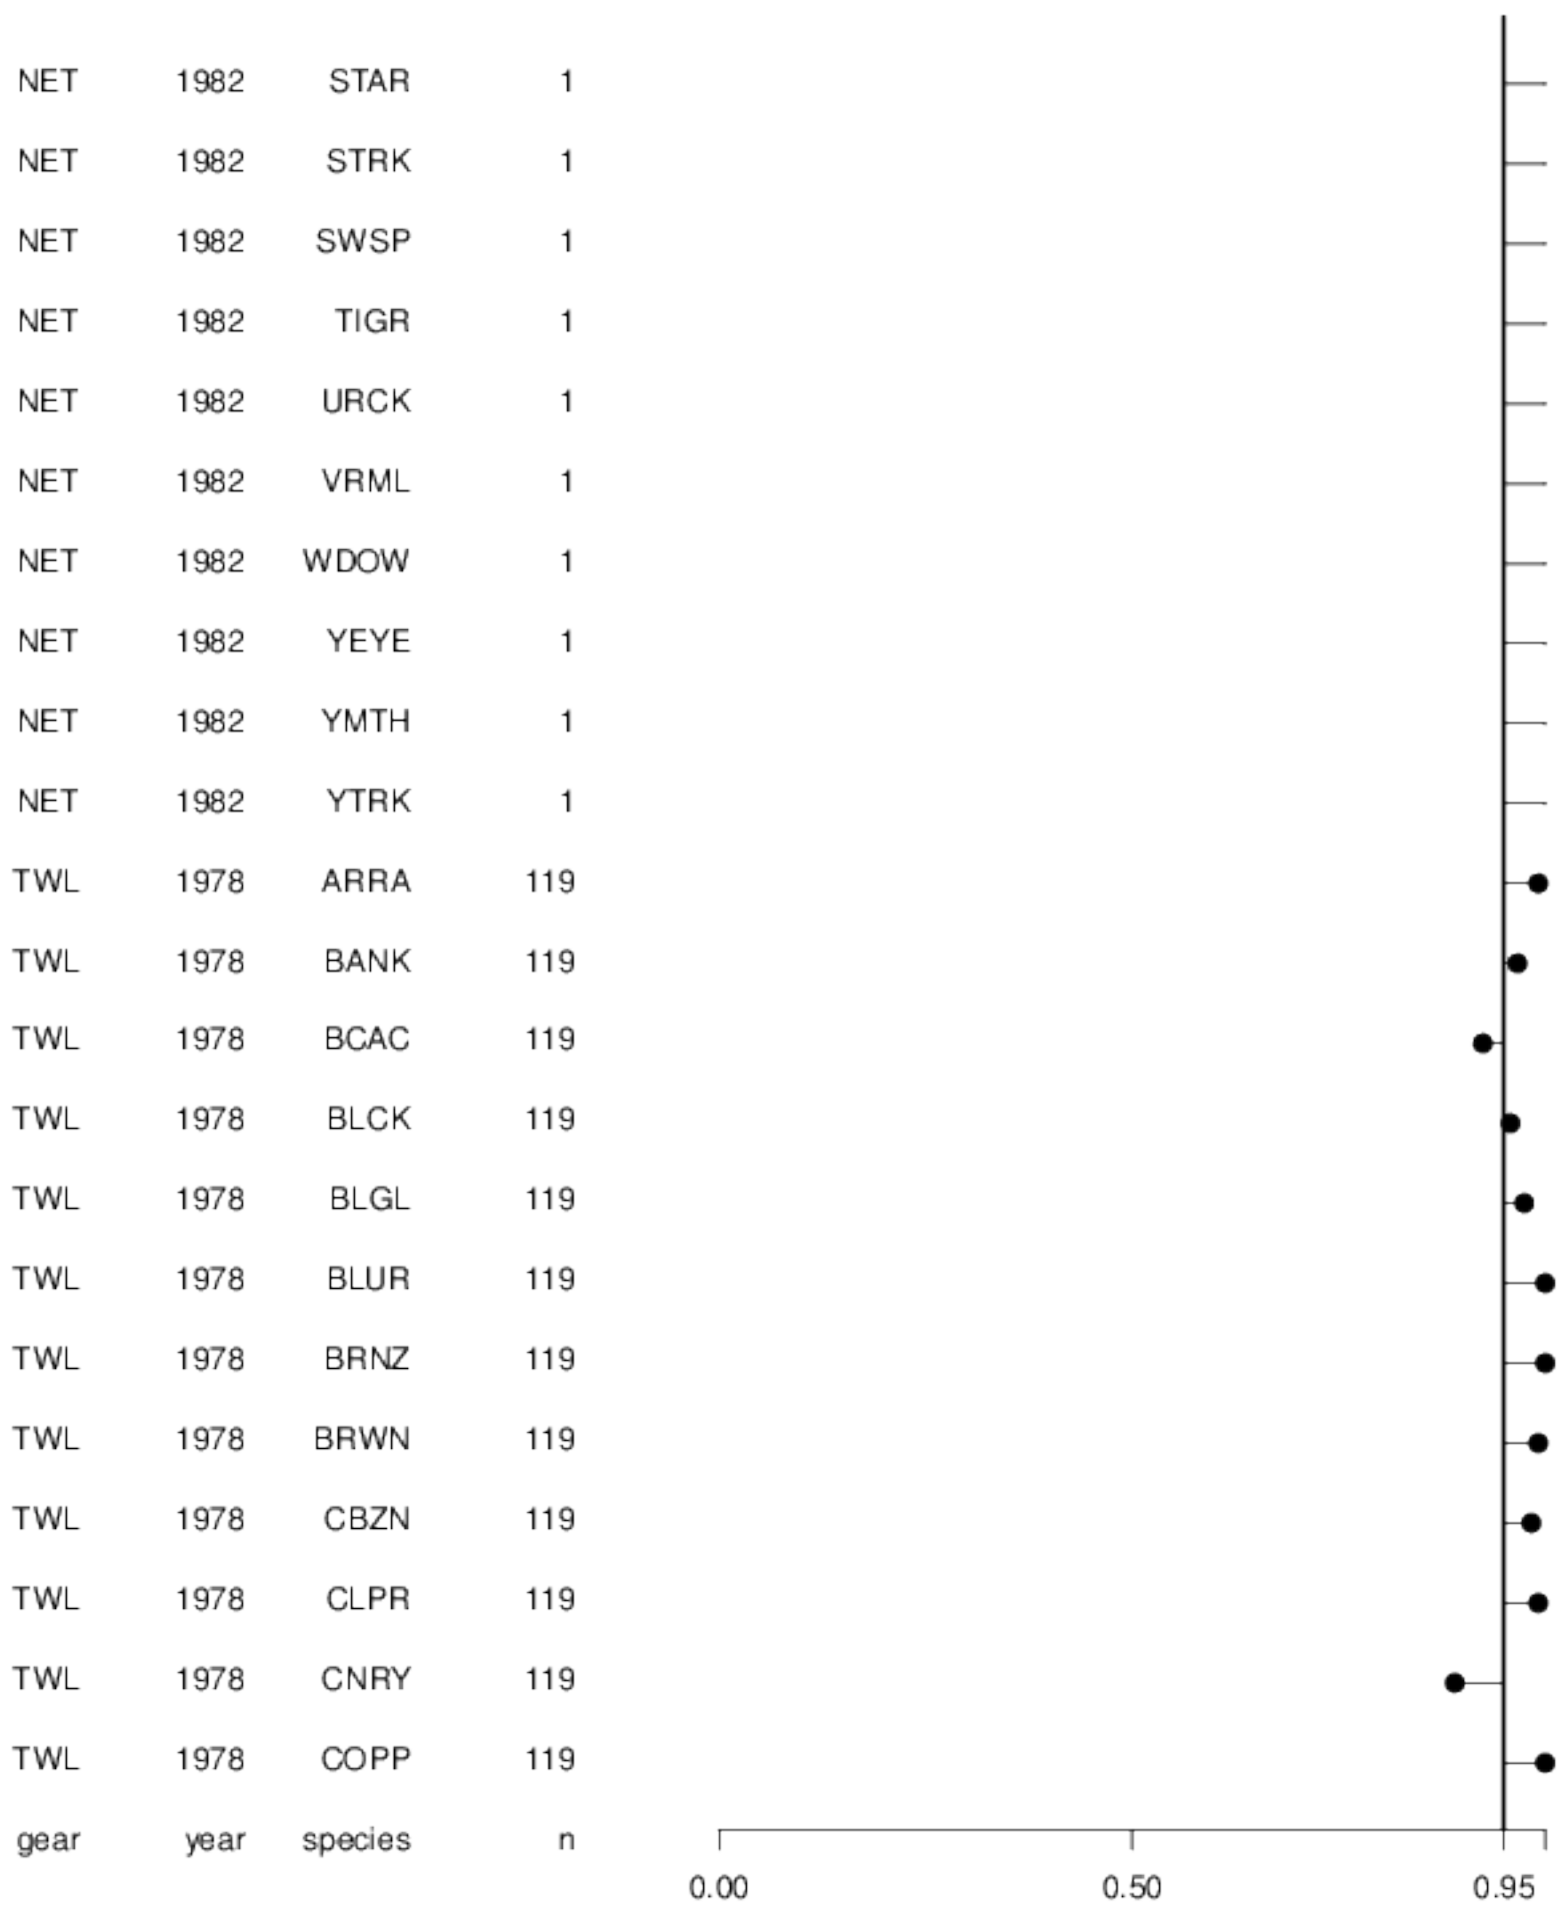 NET 1982 STAR 1
NET 1982 STRK 1
NET 1982 SWSP 1
NET 1982 TIGR 1
NET 1982 URCK 1
NET 1982 VRML 1
NET 1982 WDOW 1
NET 1982 YEYE 1
NET 1982 YMTH 1
NET 1982 YTRK 1
TWL 1978 ARRA 119
TWL 1978 BANK 119
TWL 1978 BCAC 119
TWL 1978 BLCK 119
TWL 1978 BLGL 119
TWL 1978 BLUR 119
TWL 1978 BRNZ 119
TWL 1978 BRWN 119
TWL 1978 CBZN 119
TWL 1978 CLPR 119
TWL 1978 CNRY 119
TWL 1978 COPP 119
gear year species n
0.00 0.50 0.95